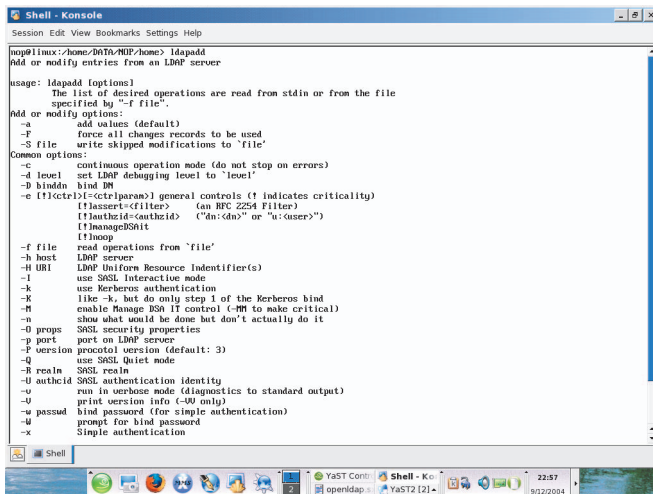 Shell - Konsole
Session Edit View Bookmarks Settings Help
nop@linux:/home/DATA/NOP/home> ldapadd
Add or modify entries from an LDAP server
usage: ldapadd [options]
The list of desired operations are read from stdin or from the file
specified by "-f file".
Add or modify options:
-a add values (default)
-F force all changes records to be used
-S file write skipped modifications to `file'
Common options:
-c continuous operation mode (do not stop on errors)
-d level set LDAP debugging level to `level'
-D binddn bind DN
-e [!]<ctrl>[=<ctrlparam>] general controls (! indicates criticality)
[!]assert=<filter> (an RFC 2254 Filter)
[!]authzid=<authzid> ("dn:<dn>" or "u:<user>")
[!]manageDSAit
[!]noop
-f file read operations from `file'
-h host LDAP server
-H URI LDAP Uniform Resource Indentifier(s)
-I use SASL Interactive mode
-k use Kerberos authentication
-K like -k, but do only step 1 of the Kerberos bind
-M enable Manage DSA IT control (-MM to make critical)
-n show what would be done but don't actually do it
-O props SASL security properties
-p port port on LDAP server
-P version procotol version (default: 3)
-Q use SASL Quiet mode
-R realm SASL realm
-U authcid SASL authentication identity
-v run in verbose mode (diagnostics to standard output)
-V print version info (-VV only)
-w passwd bind password (for simple authentication)
-W prompt for bind password
-x Simple authentication
Shell
1
2
YaST Contr
Shell - Ko
openldap.s
YaST2 [2]
22:57
9/12/2004